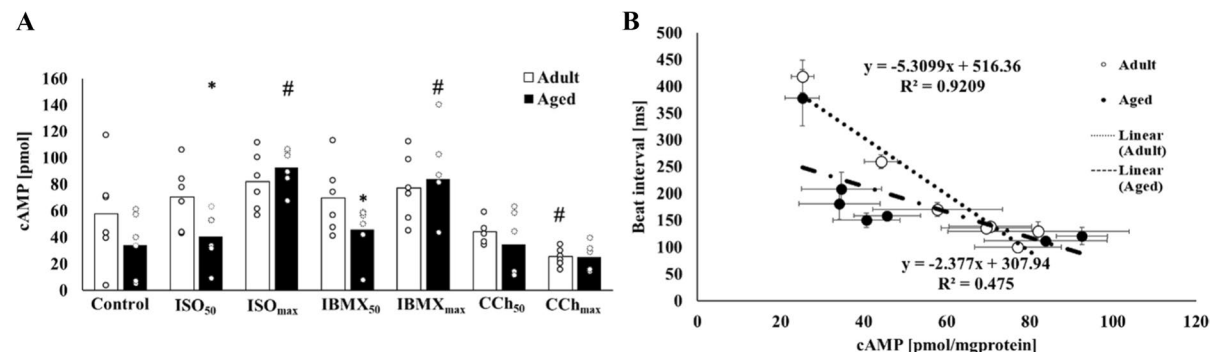 A
cAMP [pmol]
160
140
120
100
80
60
40
20
0
* # # * #
Adult
Aged
Control ISO50 ISOmax IBMX50 IBMXmax CCh50 CChmax
B
Beat interval [ms]
500
450
400
350
300
250
200
150
100
50
0
y = -5.3099x + 516.36
R² = 0.9209
Adult
Aged
Linear
(Adult)
Linear
(Aged)
y = -2.377x + 307.94
R² = 0.475
0 20 40 60 80 100 120
cAMP [pmol/mgprotein]